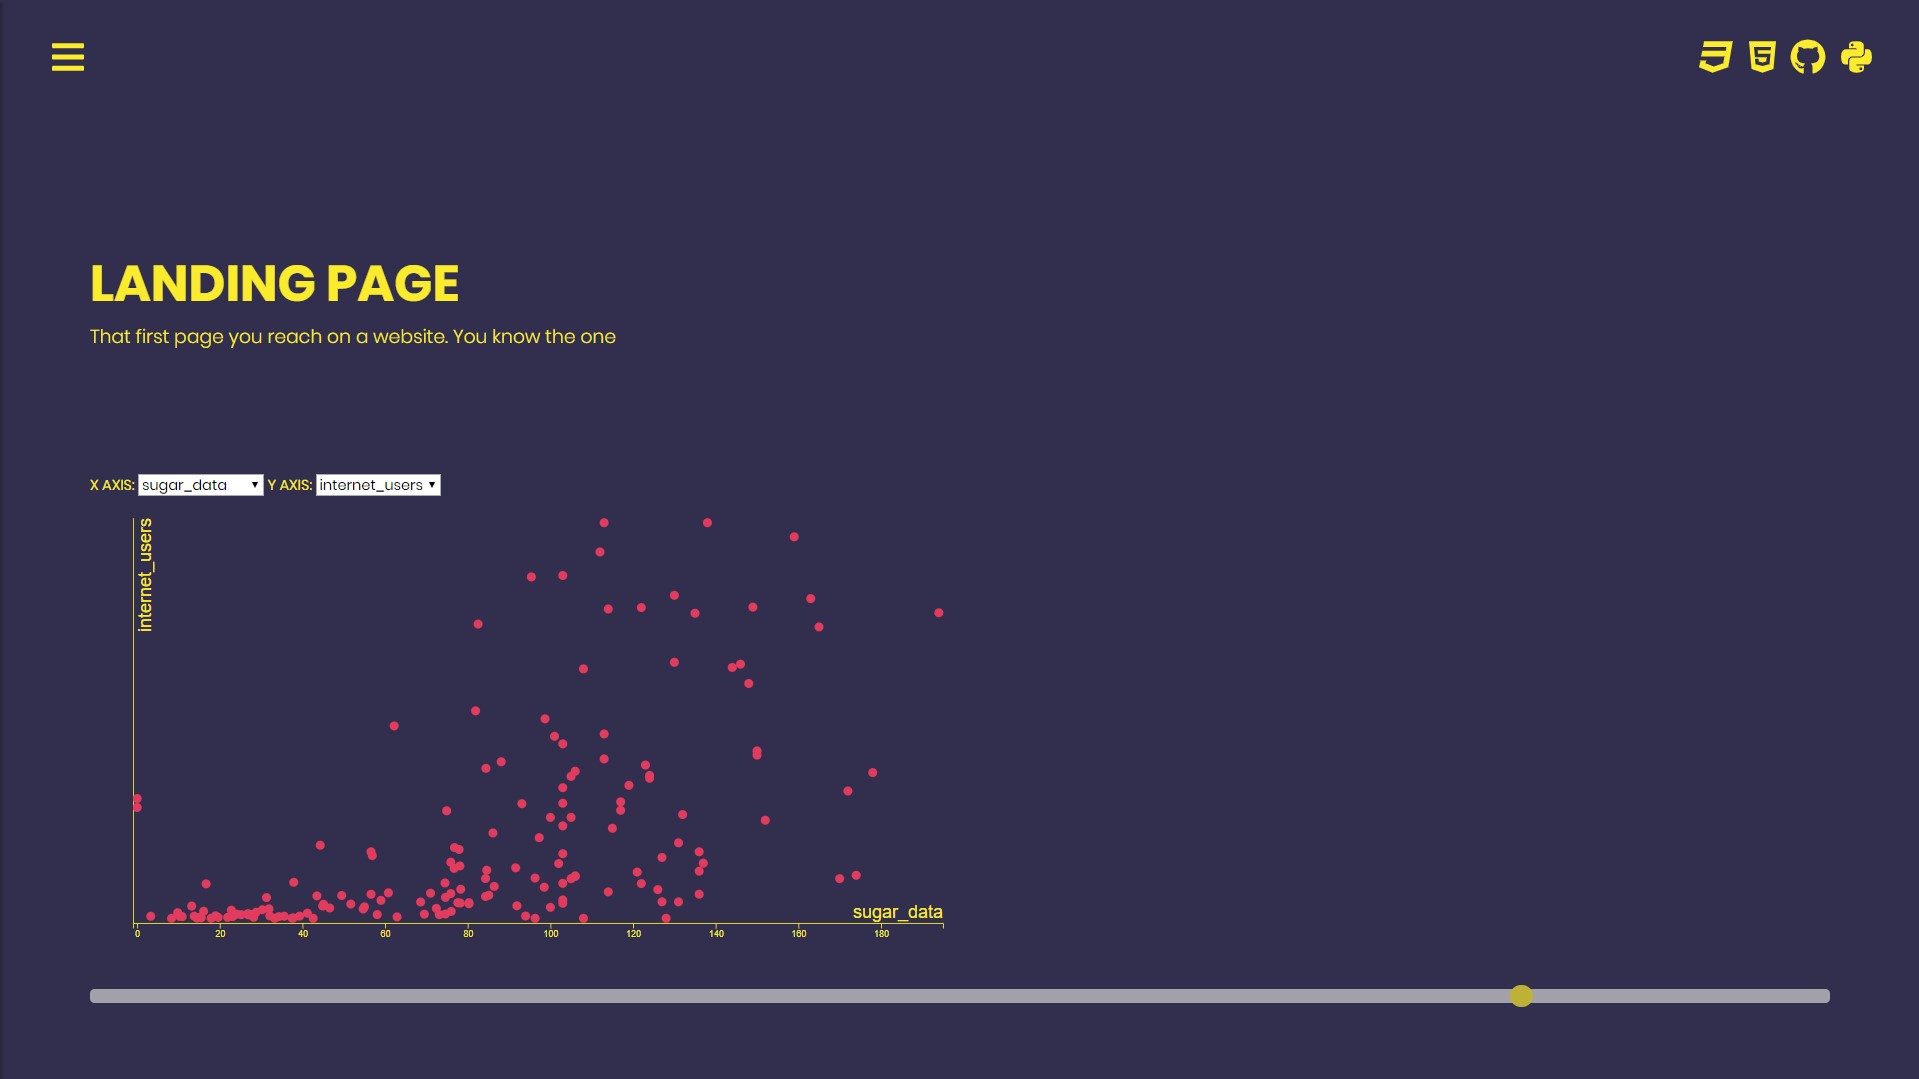 LANDING PAGE
That first page you reach on a website. You know the one
X AXIS: sugar_data Y AXIS: internet_users
internet_users
sugar_data
0 20 40 60 80 100 120 140 160 180